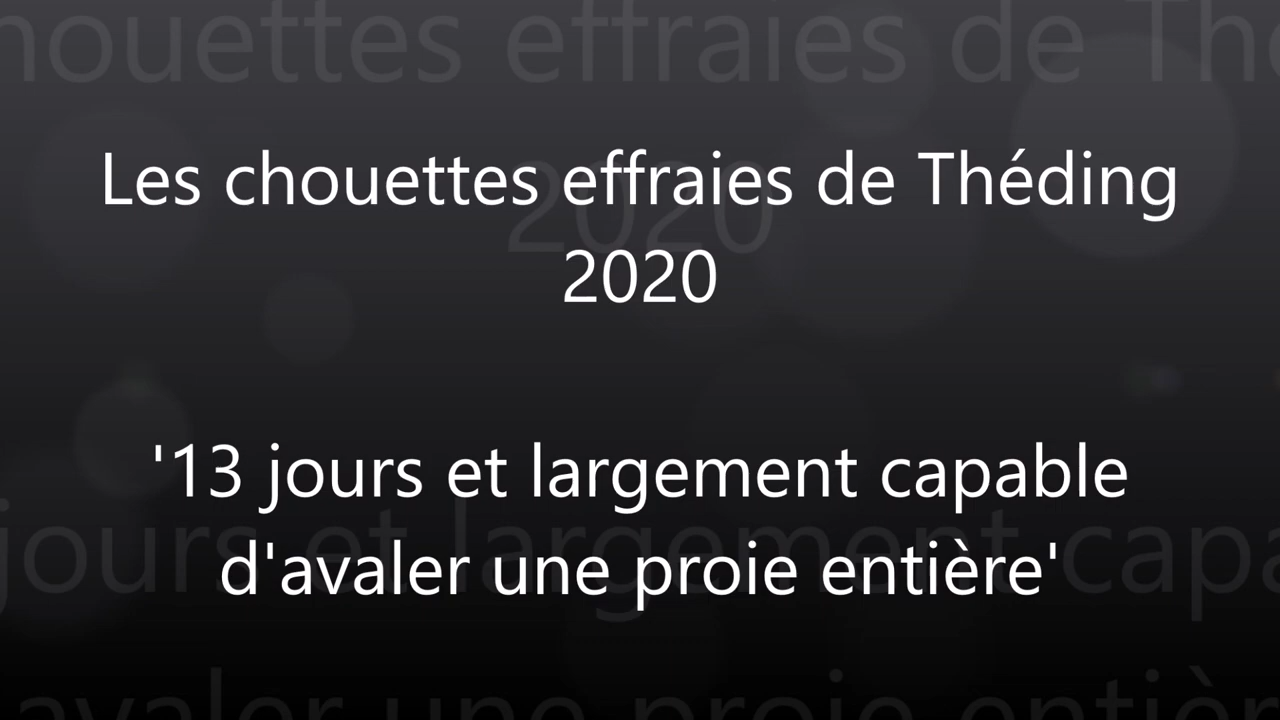 Les chouettes effraies de Théding
2020
'13 jours et largement capable
d'avaler une proie entière'